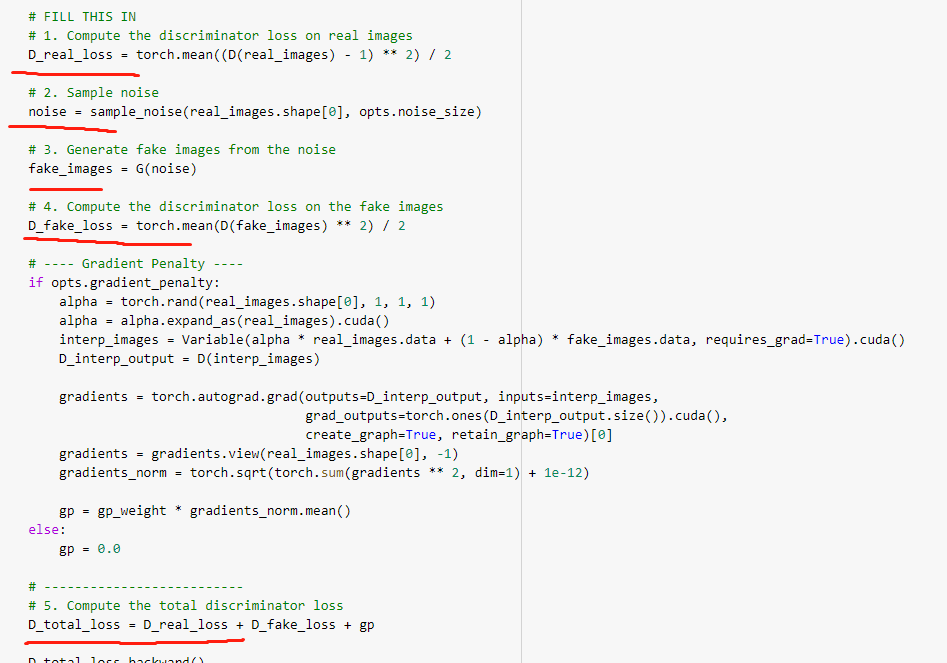 # FILL THIS IN
# 1. Compute the discriminator loss on real images
D_real_loss = torch.mean((D(real_images) - 1) ** 2) / 2
# 2. Sample noise
noise = sample_noise(real_images.shape[0], opts.noise_size)
# 3. Generate fake images from the noise
fake_images = G(noise)
# 4. Compute the discriminator loss on the fake images
D_fake_loss = torch.mean(D(fake_images) ** 2) / 2
# ---- Gradient Penalty ----
if opts.gradient_penalty:
    alpha = torch.rand(real_images.shape[0], 1, 1, 1)
    alpha = alpha.expand_as(real_images).cuda()
    interp_images = Variable(alpha * real_images.data + (1 - alpha) * fake_images.data, requires_grad=True).cuda()
    D_interp_output = D(interp_images)
    gradients = torch.autograd.grad(outputs=D_interp_output, inputs=interp_images,
                                    grad_outputs=torch.ones(D_interp_output.size()).cuda(),
                                    create_graph=True, retain_graph=True)[0]
    gradients = gradients.view(real_images.shape[0], -1)
    gradients_norm = torch.sqrt(torch.sum(gradients ** 2, dim=1) + 1e-12)
    gp = gp_weight * gradients_norm.mean()
else:
    gp = 0.0
# --------------------------
# 5. Compute the total discriminator loss
D_total_loss = D_real_loss + D_fake_loss + gp
D_total_loss.backward()